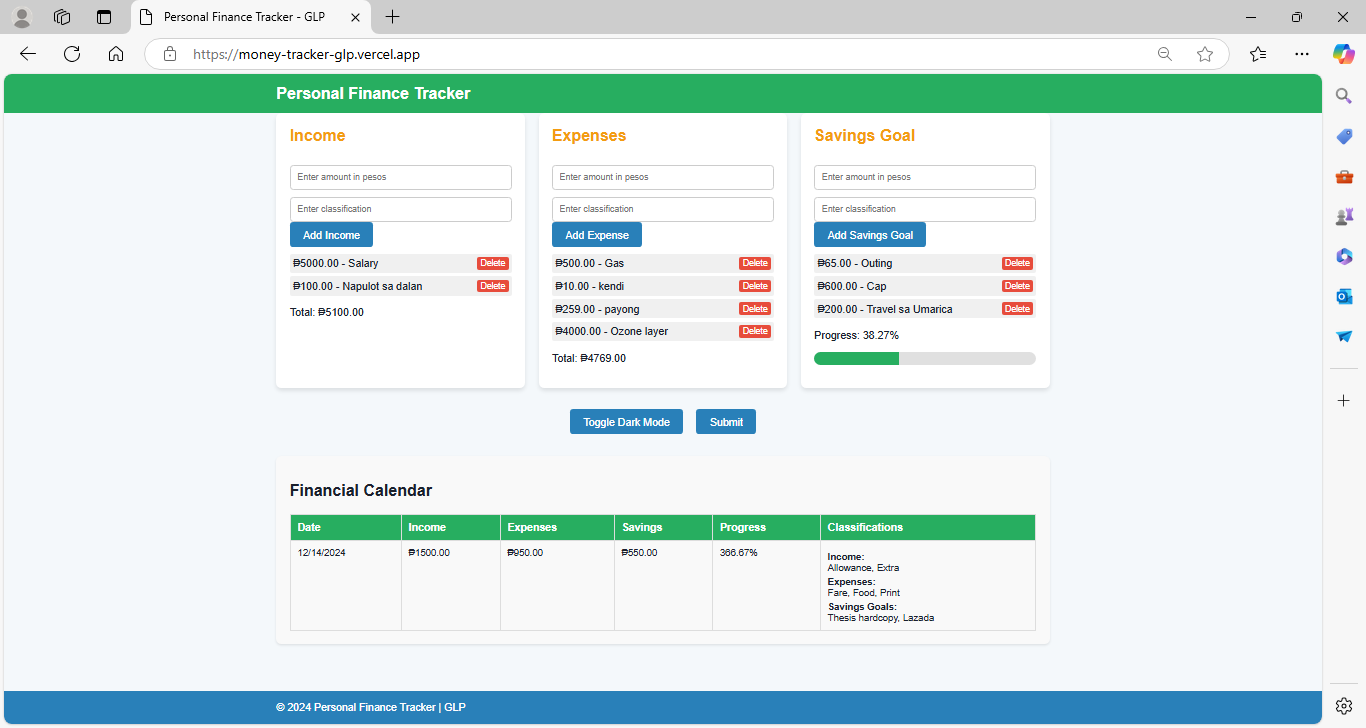 Personal Finance Tracker - GLP
https://money-tracker-glp.vercel.app
Personal Finance Tracker
Income
Enter amount in pesos
Enter classification
Add Income
₱5000.00 - Salary Delete
₱100.00 - Napulot sa dalan Delete
Total: ₱5100.00
Expenses
Enter amount in pesos
Enter classification
Add Expense
₱500.00 - Gas Delete
₱10.00 - kendi Delete
₱259.00 - payong Delete
₱4000.00 - Ozone layer Delete
Total: ₱4769.00
Savings Goal
Enter amount in pesos
Enter classification
Add Savings Goal
₱65.00 - Outing Delete
₱600.00 - Cap Delete
₱200.00 - Travel sa Umarica Delete
Progress: 38.27%
Toggle Dark Mode Submit
Financial Calendar
Date Income Expenses Savings Progress Classifications
12/14/2024 ₱1500.00 ₱950.00 ₱550.00 366.67%
Income:
Allowance, Extra
Expenses:
Fare, Food, Print
Savings Goals:
Thesis hardcopy, Lazada
© 2024 Personal Finance Tracker | GLP